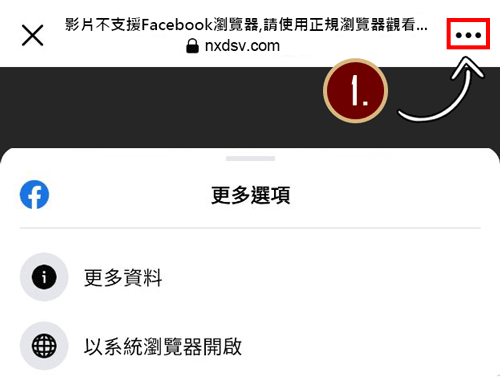 影片不支援Facebook瀏覽器,請使用正規瀏覽器觀看...
nxdsv.com
1.
更多選項
更多資料
以系統瀏覽器開啟